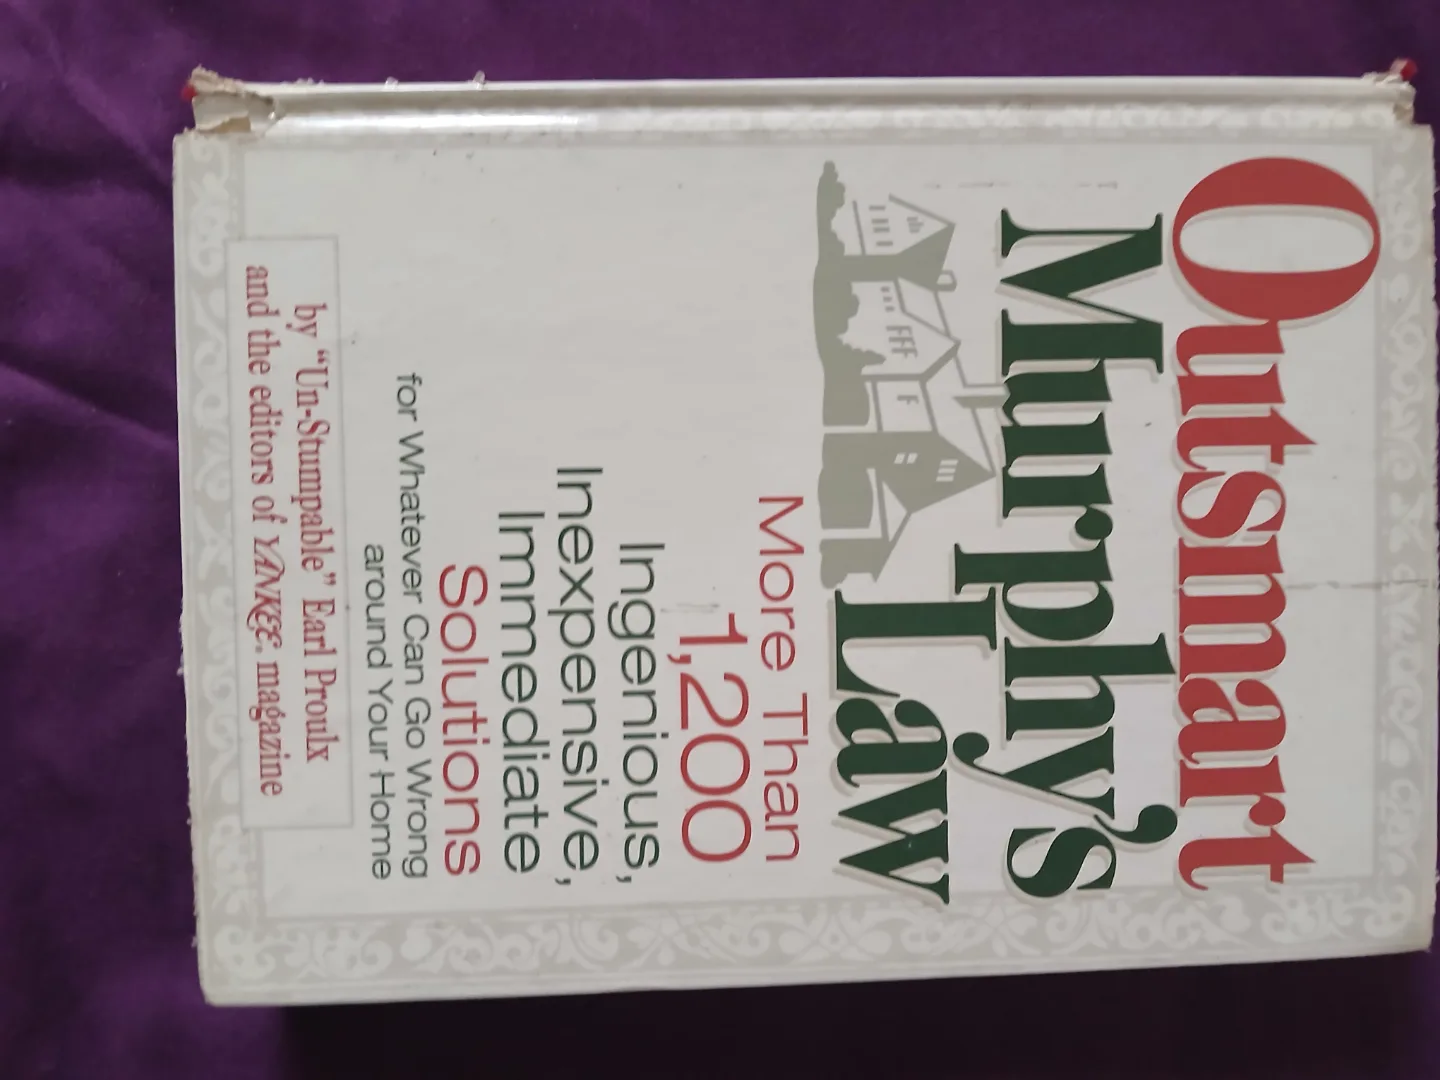 Outsmart
Murphy's
Law
More Than
1,200
Ingenious,
Inexpensive,
Immediate
Solutions
for Whatever Can Go Wrong
around Your Home
by “Un-Stumpable” Earl Proulx
and the editors of YANKEE® magazine